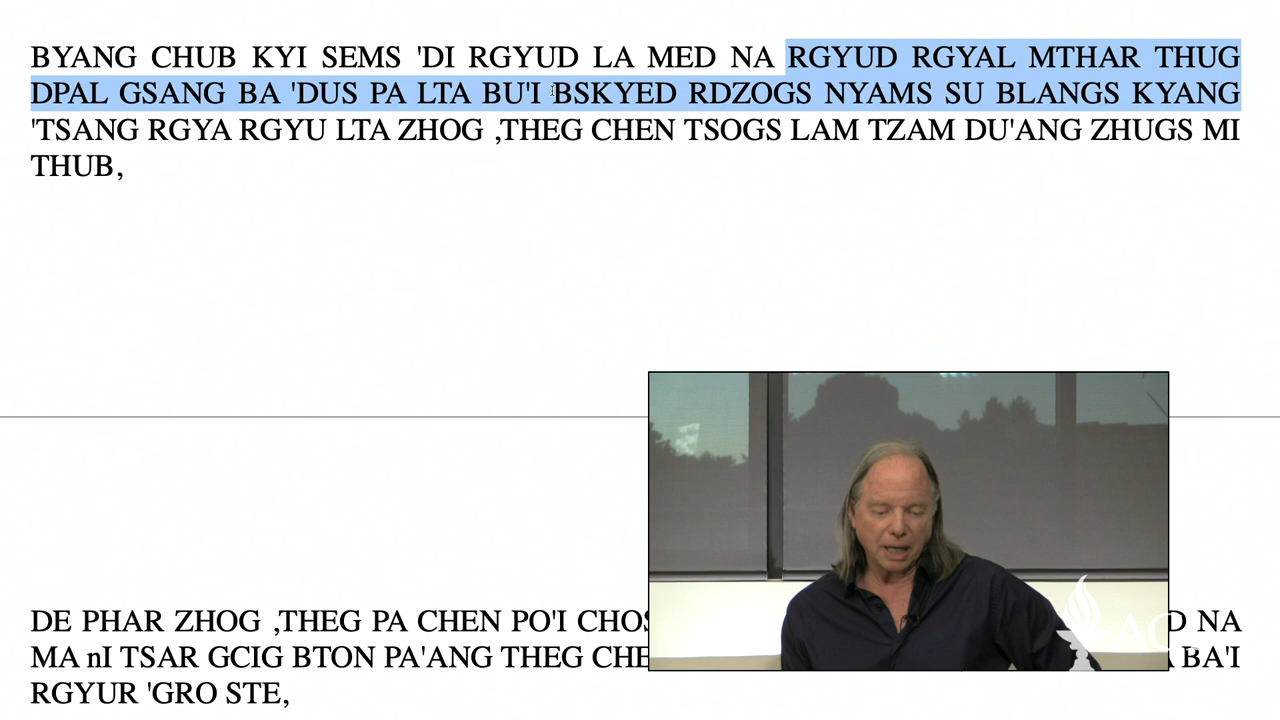 BYANG CHUB KYI SEMS 'DI RGYUD LA MED NA RGYUD RGYAL MTHAR THUG
DPAL GSANG BA 'DUS PA LTA BU'I BSKYED RDZOGS NYAMS SU BLANGS KYANG
'TSANG RGYA RGYU LTA ZHOG ,THEG CHEN TSOGS LAM TZAM DU'ANG ZHUGS MI
THUB,
DE PHAR ZHOG ,THEG PA CHEN PO'I CHOS NA
MA nI TSAR GCIG BTON PA'ANG THEG CHE BA'I
RGYUR 'GRO STE,